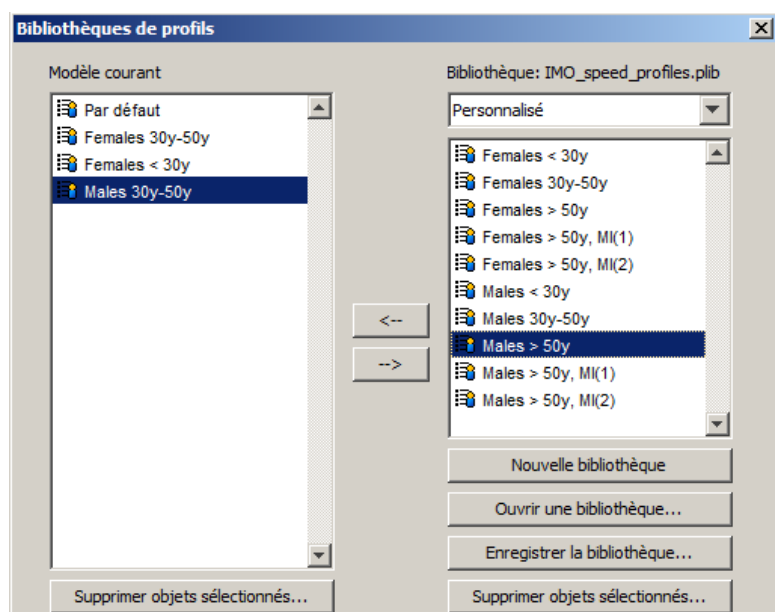 Bibliothèques de profils
Modèle courant
Par défaut
Females 30y-50y
Females < 30y
Males 30y-50y
Supprimer objets sélectionnés...
<--
-->
Bibliothèque: IMO_speed_profiles.plib
Personnalisé
Females < 30y
Females 30y-50y
Females > 50y
Females > 50y, MI(1)
Females > 50y, MI(2)
Males < 30y
Males 30y-50y
Males > 50y
Males > 50y, MI(1)
Males > 50y, MI(2)
Nouvelle bibliothèque
Ouvrir une bibliothèque...
Enregistrer la bibliothèque...
Supprimer objets sélectionnés...